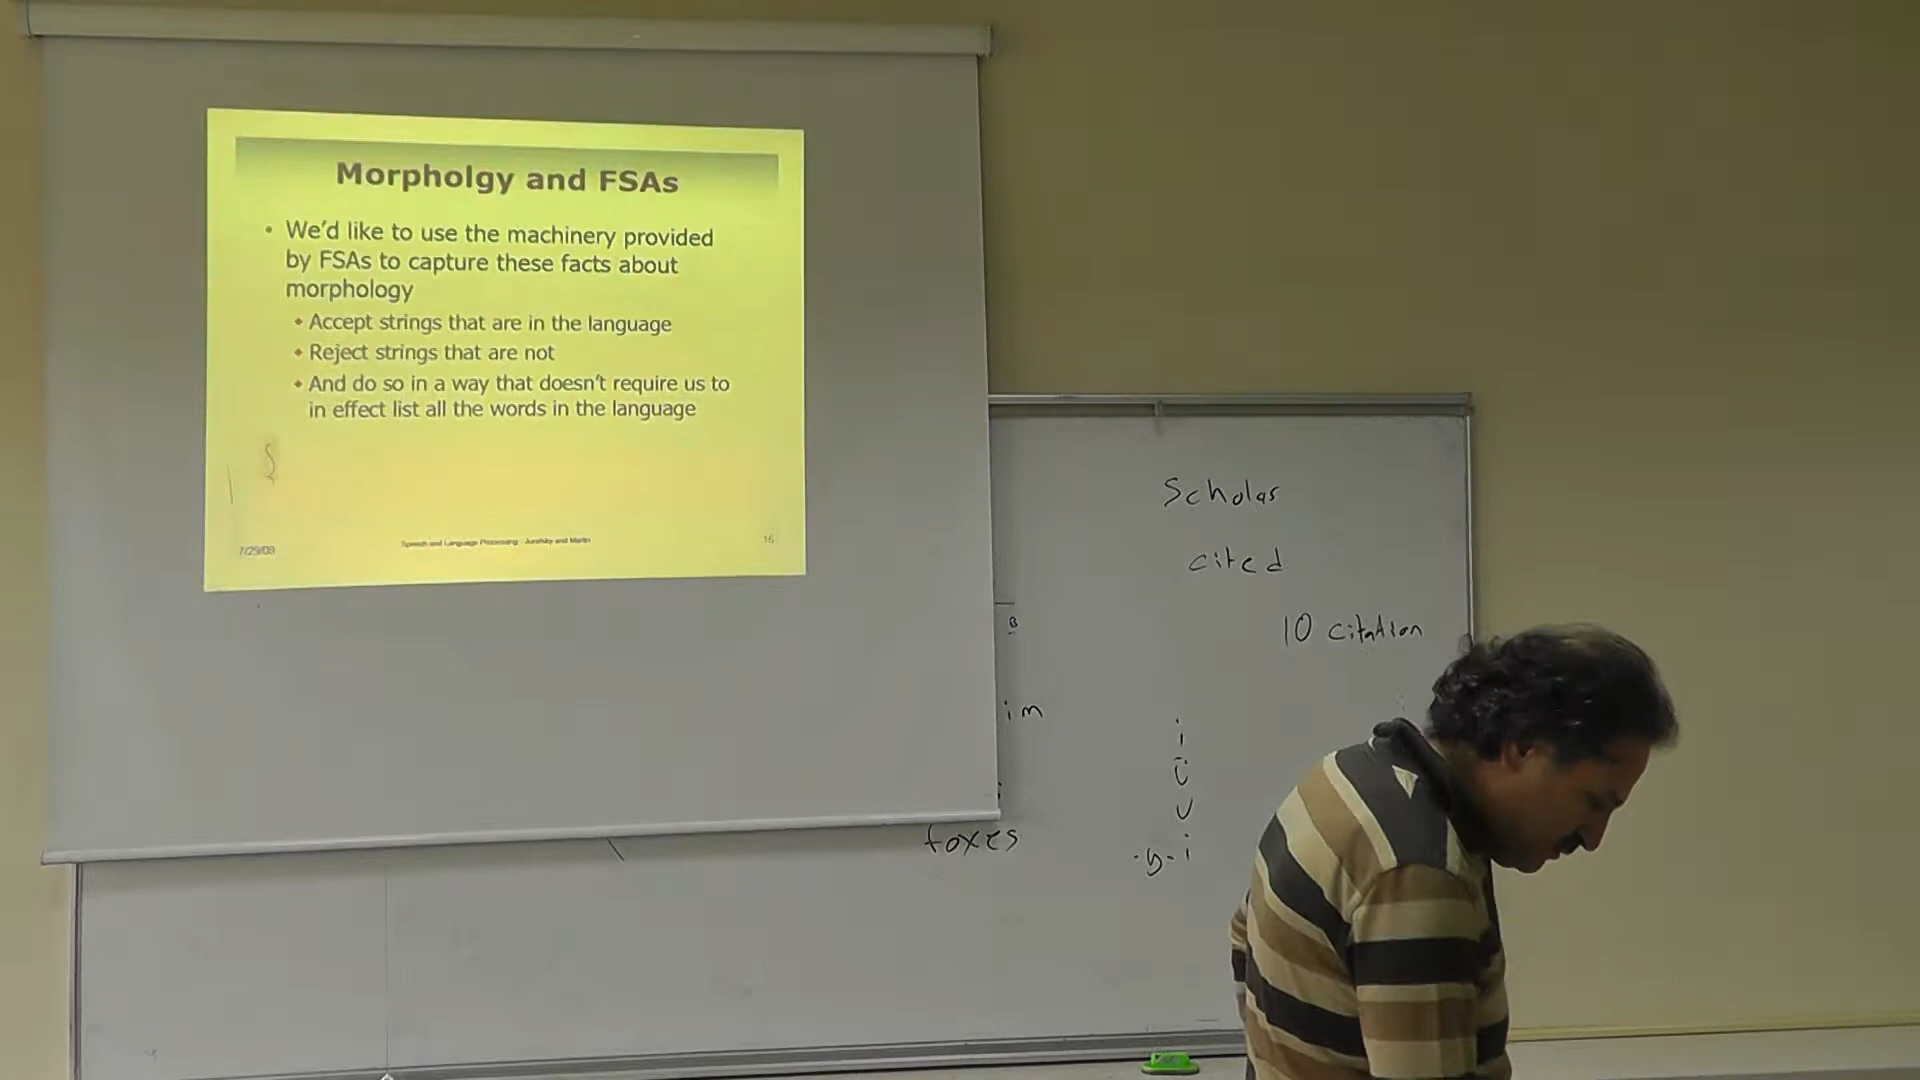 Morpholgy and FSAs
• We'd like to use the machinery provided
by FSAs to capture these facts about
morphology
• Accept strings that are in the language
• Reject strings that are not
• And do so in a way that doesn't require us to
in effect list all the words in the language
7/29/08
Speech and Language Processing - Jurafsky and Martin
16
Scholar
cited
10 citation
B
im
i
ü
u
foxes
-y- i